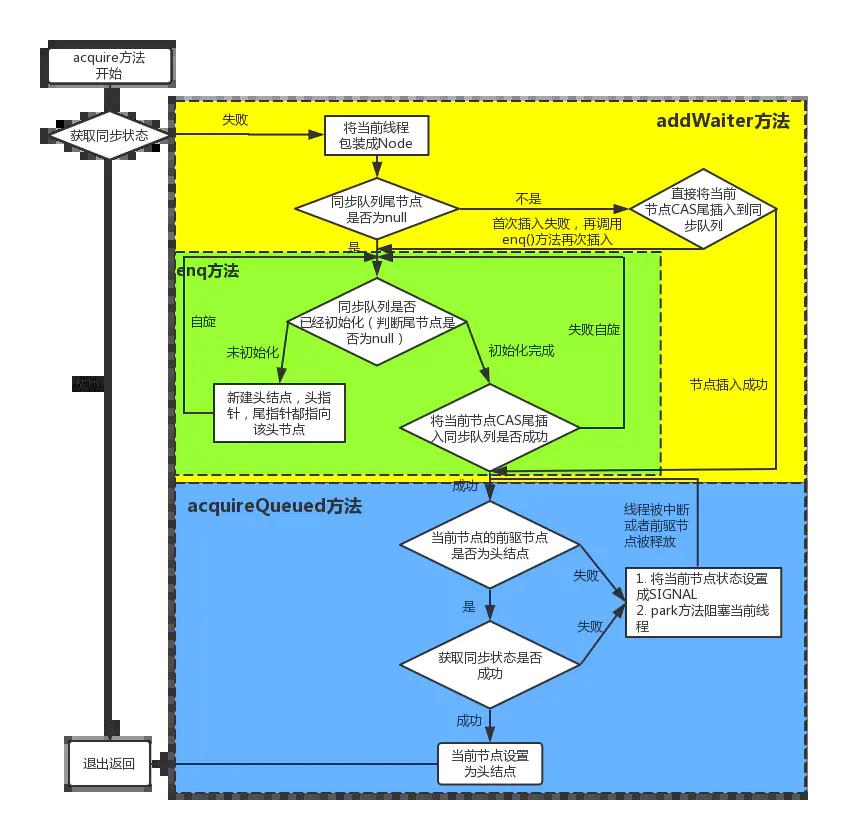 acquire方法
开始
获取同步状态
失败
将当前线程
包装成Node
addWaiter方法
同步队列尾节点
是否为null
不是
直接将当前
节点CAS尾插入到同
步队列
首次插入失败，再调用
enq()方法再次插入
是
enq方法
同步队列是否
已经初始化（判断尾节点是
否为null）
自旋
失败自旋
未初始化
初始化完成
新建头结点，头指
针，尾指针都指向
该头节点
将当前节点CAS尾插
入同步队列是否成功
节点插入成功
成功
成功
acquireQueued方法
当前节点的前驱节点
是否为头结点
线程被中断
或者前驱节
点被释放
失败
1. 将当前节点状态设置
成SIGNAL
2. park方法阻塞当前线
程
是
失败
获取同步状态是否
成功
成功
当前节点设置
为头结点
退出返回